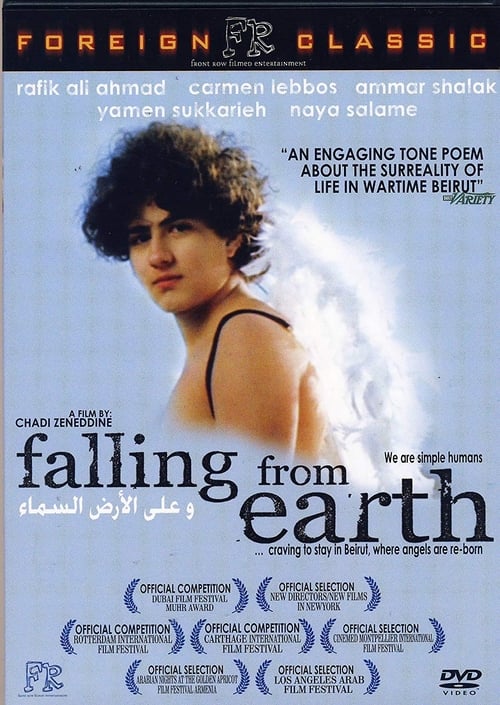 FOREIGN FR CLASSIC
FRONT ROW FILMED ENTERTAINMENT
rafik ali ahmad carmen lebbos ammar shalak
yamen sukkarieh naya salame
"AN ENGAGING TONE POEM
ABOUT THE SURREALITY OF
LIFE IN WARTIME BEIRUT"
VARIETY
A FILM BY:
CHADI ZENEDDINE
We are simple humans
falling from
و على الأرض السماء
earth
... craving to stay in Beirut, where angels are re-born
OFFICIAL COMPETITION
DUBAI FILM FESTIVAL
MUHR AWARD
OFFICIAL SELECTION
NEW DIRECTORS/NEW FILMS
IN NEWYORK
OFFICIAL COMPETITION
ROTTERDAM INTERNATIONAL
FILM FESTIVAL
OFFICIAL COMPETITION
CARTHAGE INTERNATIONAL
FILM FESTIVAL
OFFICIAL SELECTION
CINEMED MONTPELLIER INTERNATIONAL
FILM FESTIVAL
OFFICIAL SELECTION
ARABIAN NIGHTS AT THE GOLDEN APRICOT
FILM FESTIVAL ARMENIA
OFFICIAL SELECTION
LOS ANGELES ARAB
FILM FESTIVAL
FR
front row filmed entertainment
DVD
VIDEO